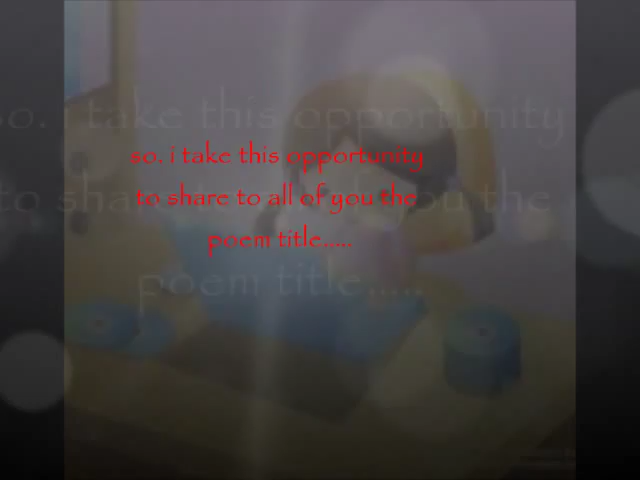 so. i take this opportunity
to share to all of you the
poem title.....